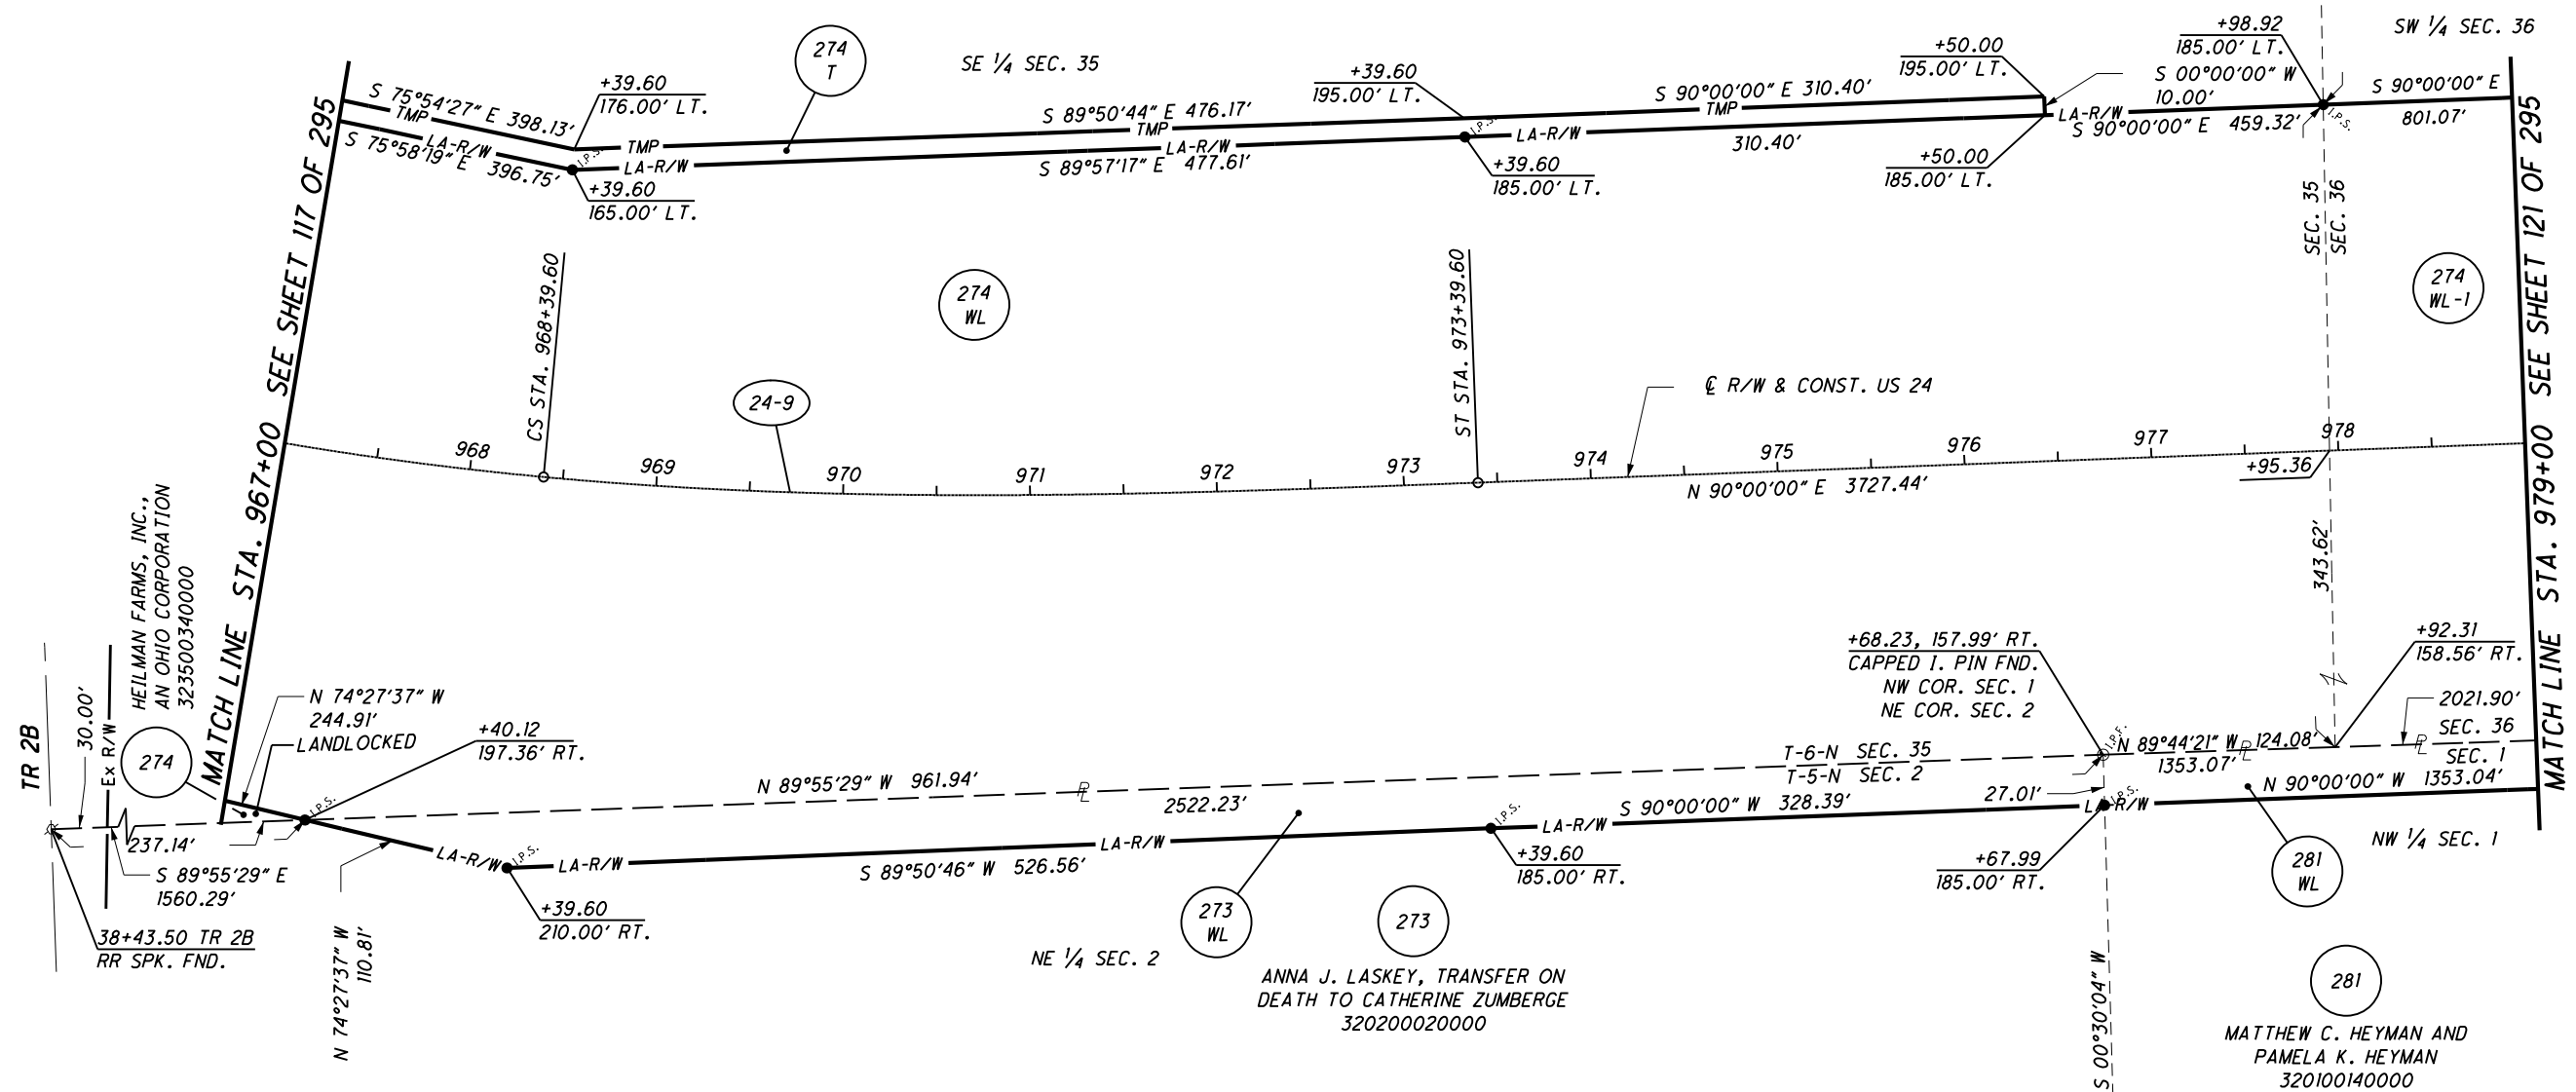 SW ¼ SEC. 36
+98.92
185.00' LT.
274
T
SE ¼ SEC. 35
+50.00
195.00' LT.
S 00°00'00" W
10.00'
S 90°00'00" E
801.07'
+39.60
176.00' LT.
+39.60
195.00' LT.
S 75°54'27" E 398.13'
TMP
S 89°50'44" E 476.17'
TMP
S 90°00'00" E 310.40'
TMP
LA-R/W
S 90°00'00" E 459.32'
I.P.S.
TMP
LA-R/W
S 75°58'19" E 396.75'
I.P.S.
LA-R/W
LA-R/W
S 89°57'17" E 477.61'
I.P.S.
LA-R/W
310.40'
+39.60
165.00' LT.
+39.60
185.00' LT.
+50.00
185.00' LT.
SEC. 35
SEC. 36
MATCH LINE STA. 967+00 SEE SHEET 117 OF 295
MATCH LINE STA. 979+00 SEE SHEET 121 OF 295
CS STA. 968+39.60
274
WL
ST STA. 973+39.60
274
WL-1
24-9
℄ R/W & CONST. US 24
968
969
970
971
972
973
974
975
976
977
978
+95.36
N 90°00'00" E 3727.44'
343.62'
HEILMAN FARMS, INC.,
AN OHIO CORPORATION
323500340000
274
TR 2B
30.00'
Ex R/W
N 74°27'37" W
244.91'
LANDLOCKED
+40.12
197.36' RT.
I.P.S.
+68.23, 157.99' RT.
CAPPED I. PIN FND.
NW COR. SEC. 1
NE COR. SEC. 2
+92.31
158.56' RT.
2021.90'
SEC. 36
SEC. 1
I.P.F.
N 89°44'21" W 124.08'
PL
PL
1353.07'
T-6-N SEC. 35
T-5-N SEC. 2
N 89°55'29" W 961.94'
PL
2522.23'
N 90°00'00" W 1353.04'
27.01'
I.P.S.
LA-R/W
S 90°00'00" W 328.39'
LA-R/W
I.P.S.
LA-R/W
S 89°50'46" W 526.56'
LA-R/W
I.P.S.
LA-R/W
237.14'
S 89°55'29" E
1560.29'
38+43.50 TR 2B
RR SPK. FND.
N 74°27'37" W
110.81'
+39.60
210.00' RT.
+39.60
185.00' RT.
+67.99
185.00' RT.
281
WL
NW ¼ SEC. 1
273
WL
273
NE ¼ SEC. 2
ANNA J. LASKEY, TRANSFER ON
DEATH TO CATHERINE ZUMBERGE
320200020000
S 00°30'04" W
281
MATTHEW C. HEYMAN AND
PAMELA K. HEYMAN
320100140000